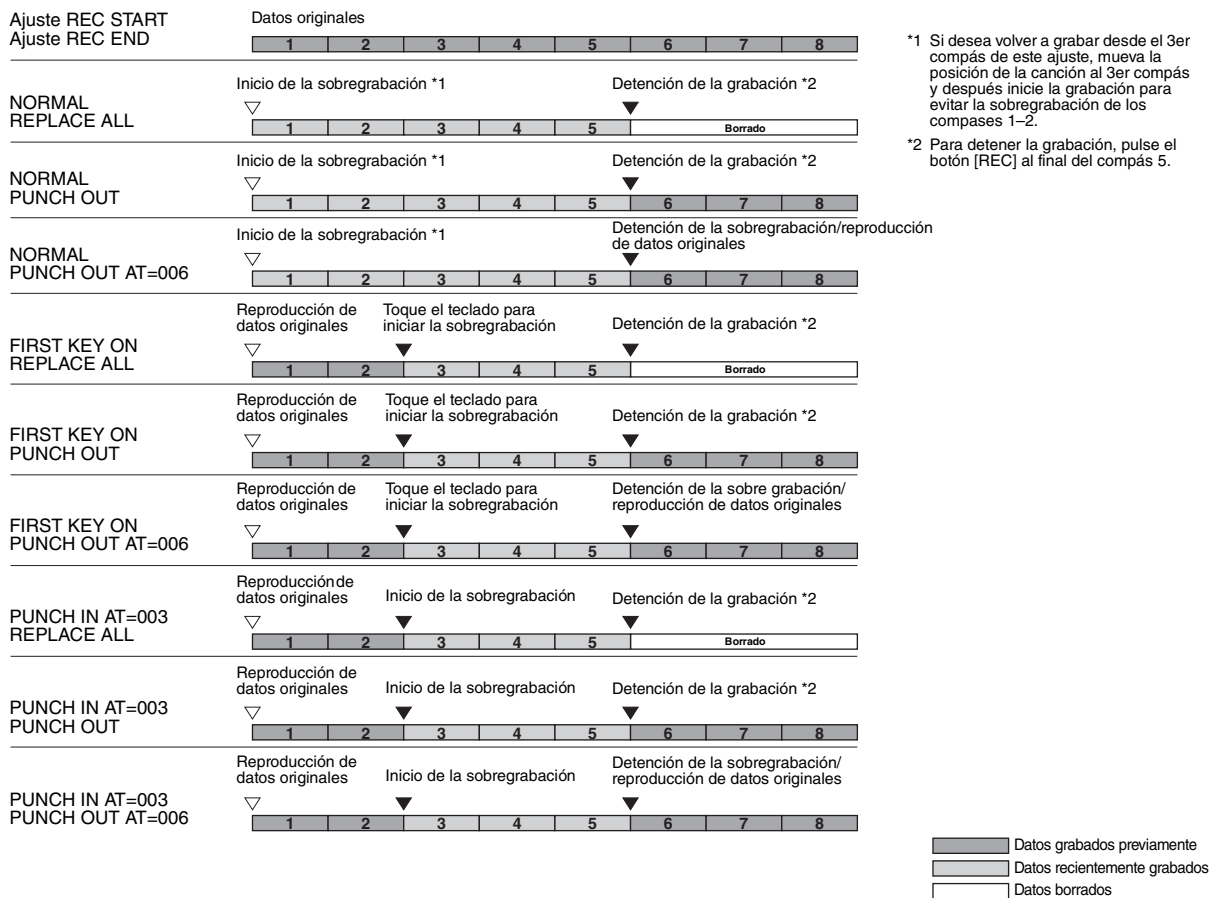 Ajuste REC START
Ajuste REC END
Datos originales
1 2 3 4 5 6 7 8
NORMAL
REPLACE ALL
Inicio de la sobregrabación *1
Detención de la grabación *2
1 2 3 4 5 Borrado
NORMAL
PUNCH OUT
Inicio de la sobregrabación *1
Detención de la grabación *2
1 2 3 4 5 6 7 8
NORMAL
PUNCH OUT AT=006
Inicio de la sobregrabación *1
Detención de la sobregrabación/reproducción
de datos originales
1 2 3 4 5 6 7 8
FIRST KEY ON
REPLACE ALL
Reproducción de
datos originales
Toque el teclado para
iniciar la sobregrabación
Detención de la grabación *2
1 2 3 4 5 Borrado
FIRST KEY ON
PUNCH OUT
Reproducción de
datos originales
Toque el teclado para
iniciar la sobregrabación
Detención de la grabación *2
1 2 3 4 5 6 7 8
FIRST KEY ON
PUNCH OUT AT=006
Reproducción de
datos originales
Toque el teclado para
iniciar la sobregrabación
Detención de la sobre grabación/
reproducción de datos originales
1 2 3 4 5 6 7 8
PUNCH IN AT=003
REPLACE ALL
Reproducción de
datos originales
Inicio de la sobregrabación
Detención de la grabación *2
1 2 3 4 5 Borrado
PUNCH IN AT=003
PUNCH OUT
Reproducción de
datos originales
Inicio de la sobregrabación
Detención de la grabación *2
1 2 3 4 5 6 7 8
PUNCH IN AT=003
PUNCH OUT AT=006
Reproducción de
datos originales
Inicio de la sobregrabación
Detención de la sobregrabación/
reproducción de datos originales
1 2 3 4 5 6 7 8
*1 Si desea volver a grabar desde el 3er
compás de este ajuste, mueva la
posición de la canción al 3er compás
y después inicie la grabación para
evitar la sobregrabación de los
compases 1–2.
*2 Para detener la grabación, pulse el
botón [REC] al final del compás 5.
Datos grabados previamente
Datos recientemente grabados
Datos borrados